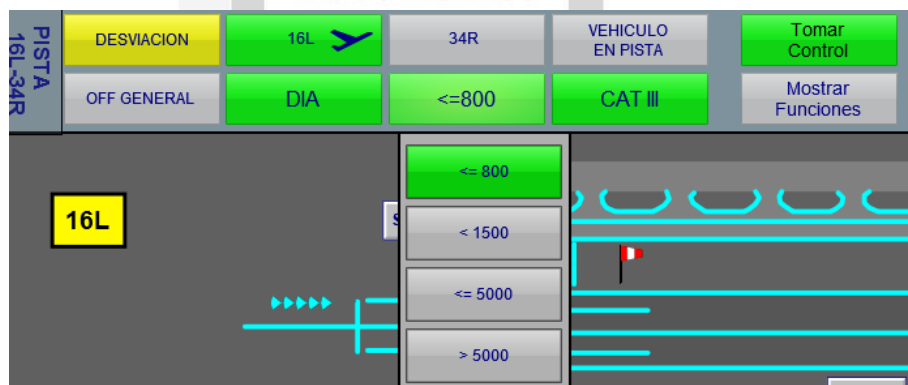 PISTA
16L-34R
DESVIACION
16L
34R
VEHICULO
EN PISTA
Tomar
Control
OFF GENERAL
DIA
<=800
CAT III
Mostrar
Funciones
<= 800
16L
S
< 1500
<= 5000
> 5000